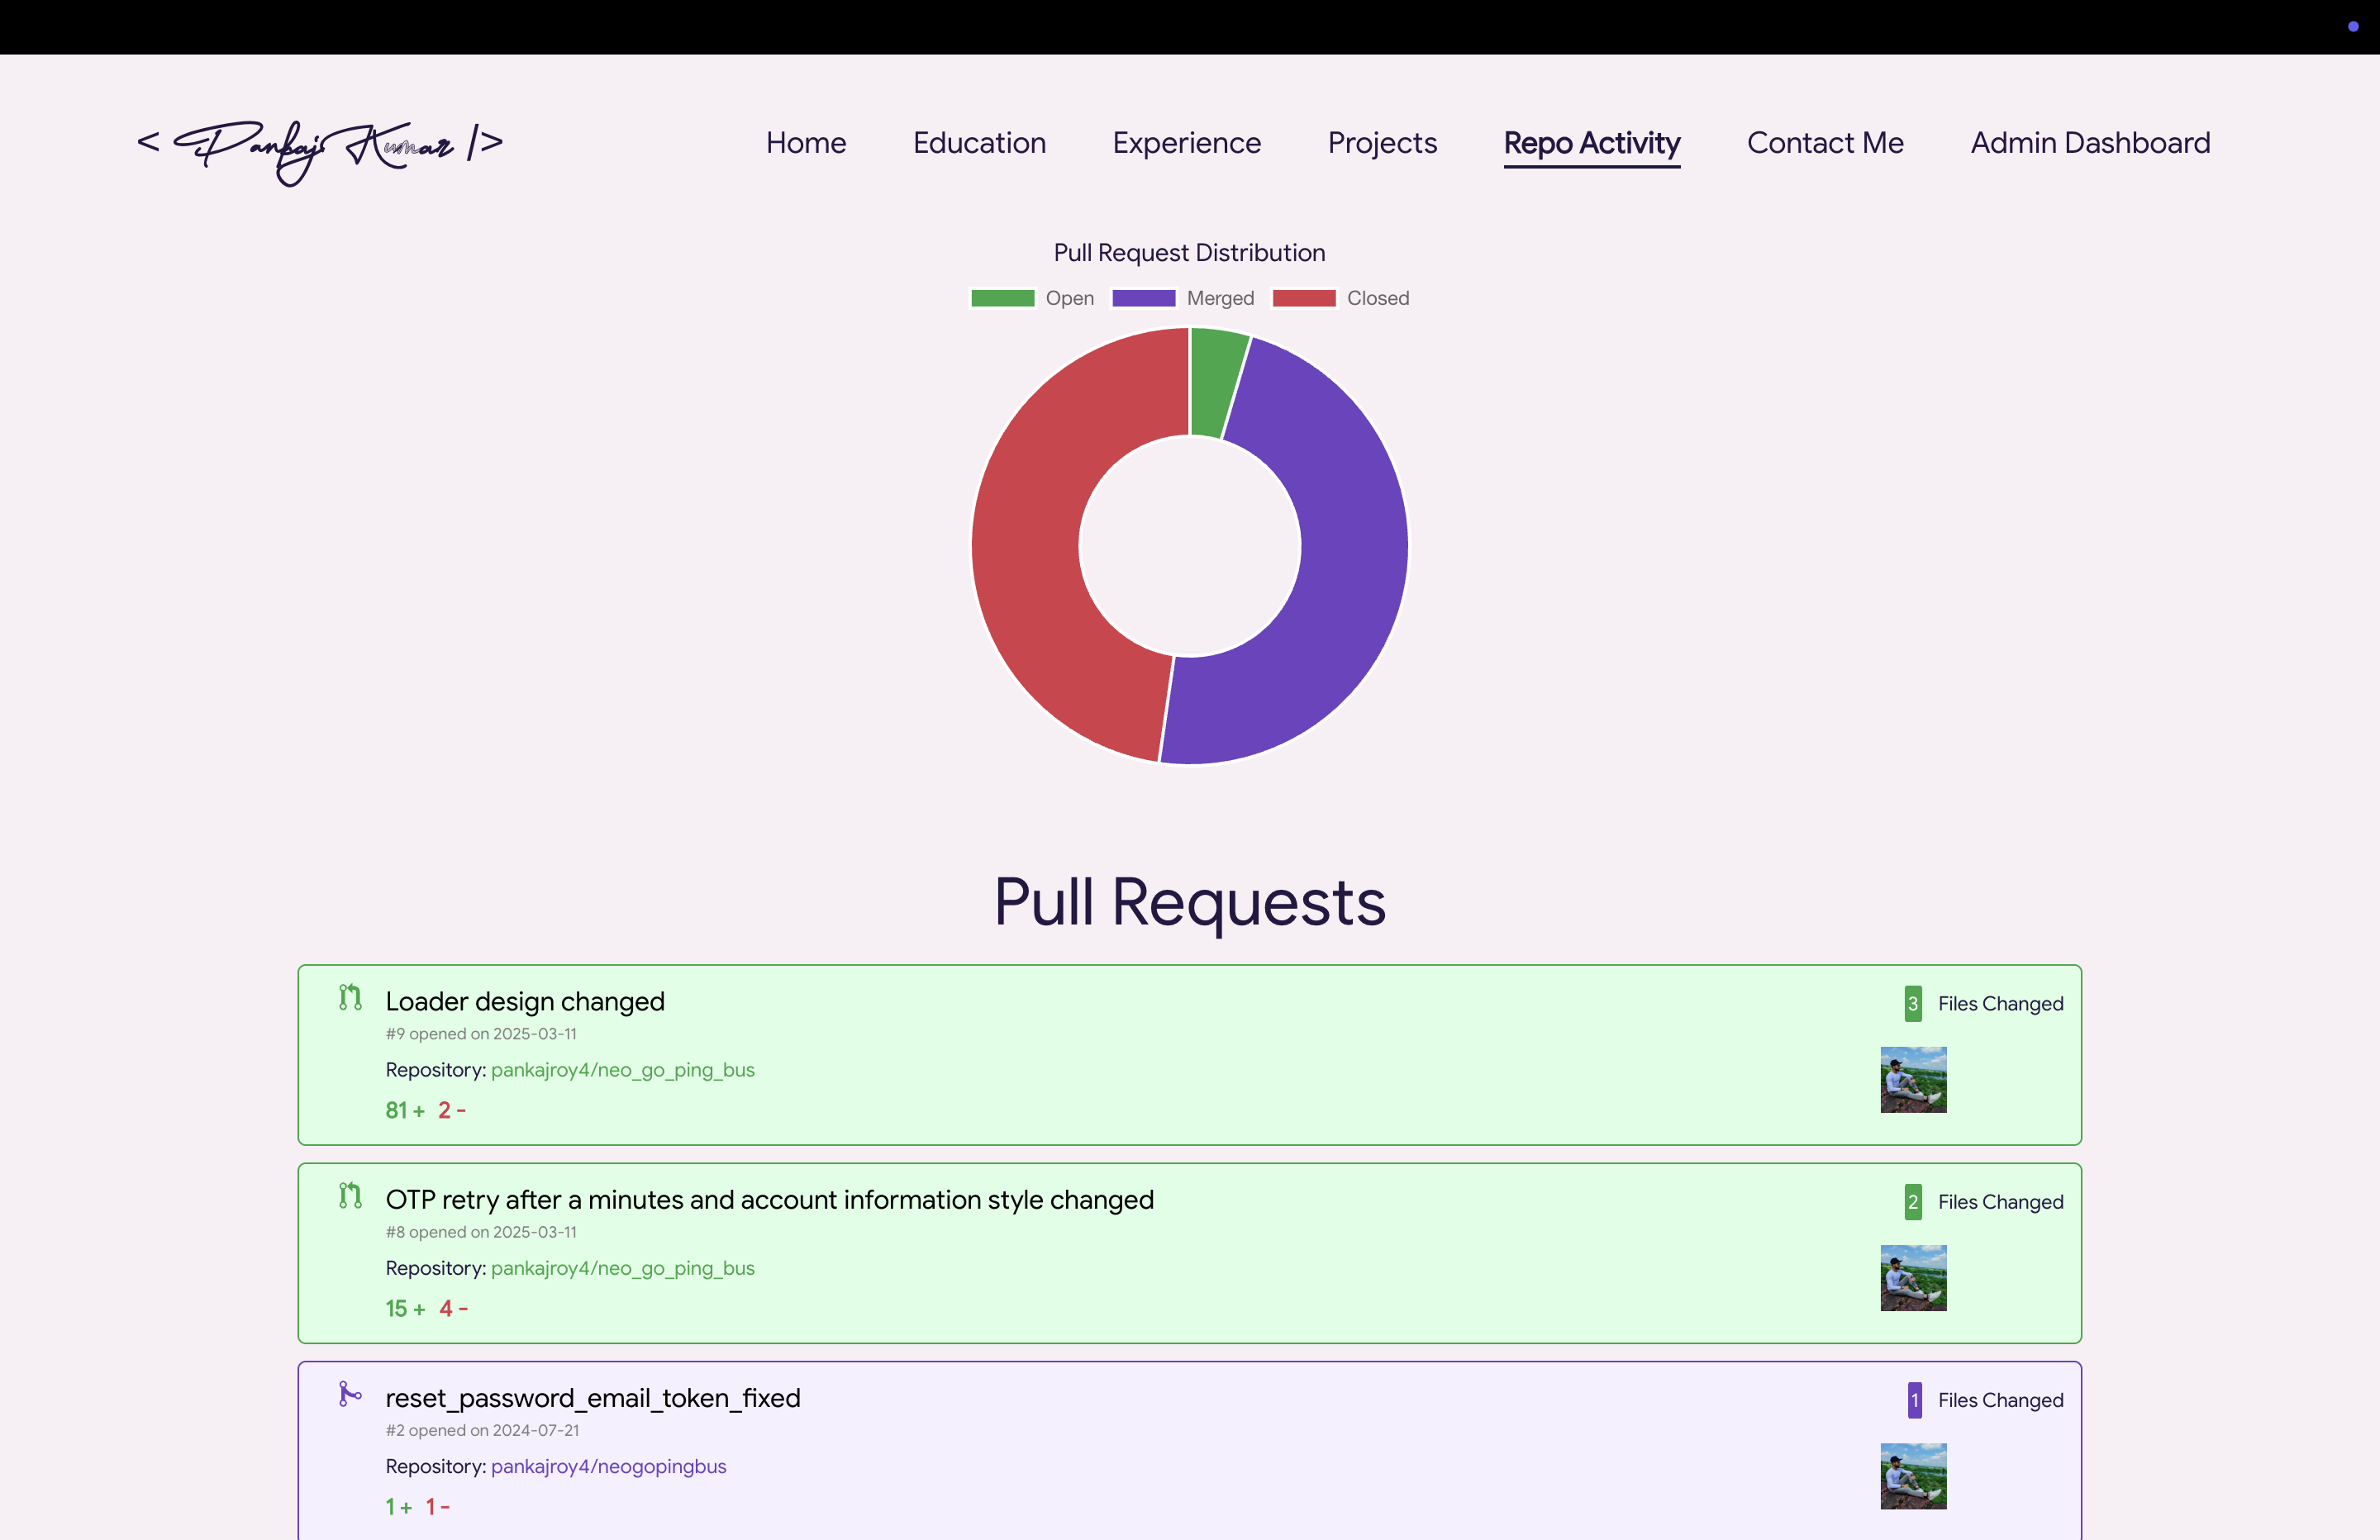 < Pankaj Kumar />
Home Education Experience Projects Repo Activity Contact Me Admin Dashboard
Pull Request Distribution
Open Merged Closed
Pull Requests
Loader design changed
3 Files Changed
#9 opened on 2025-03-11
Repository: pankajroy4/neo_go_ping_bus
81 + 2 -
OTP retry after a minutes and account information style changed
2 Files Changed
#8 opened on 2025-03-11
Repository: pankajroy4/neo_go_ping_bus
15 + 4 -
reset_password_email_token_fixed
1 Files Changed
#2 opened on 2024-07-21
Repository: pankajroy4/neogopingbus
1 + 1 -